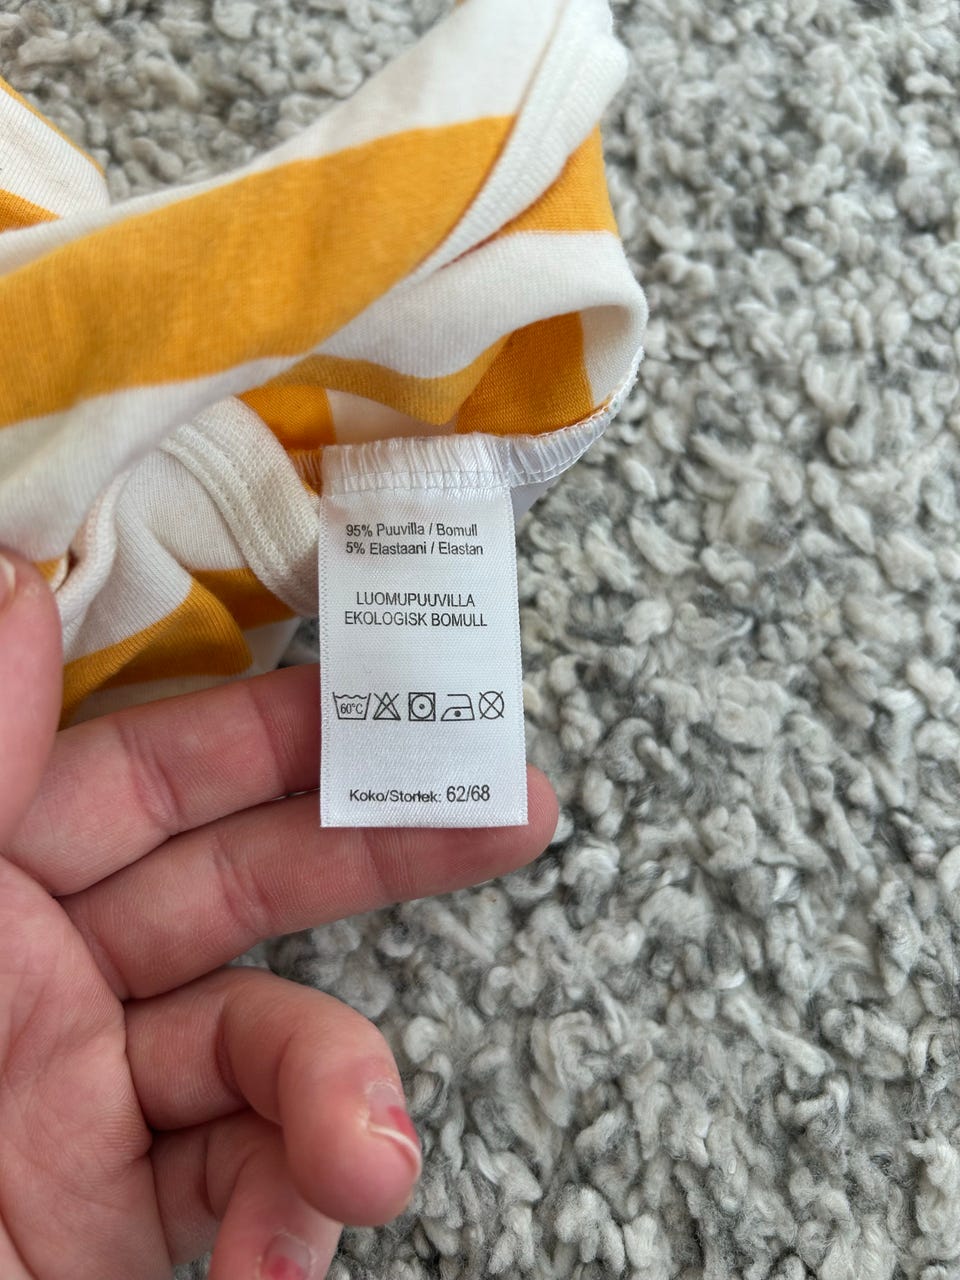 95% Puuvilla / Bomull
5% Elastaani / Elastan
LUOMUPUUVILLA
EKOLOGISK BOMULL
60°C
Koko/Storlek: 62/68